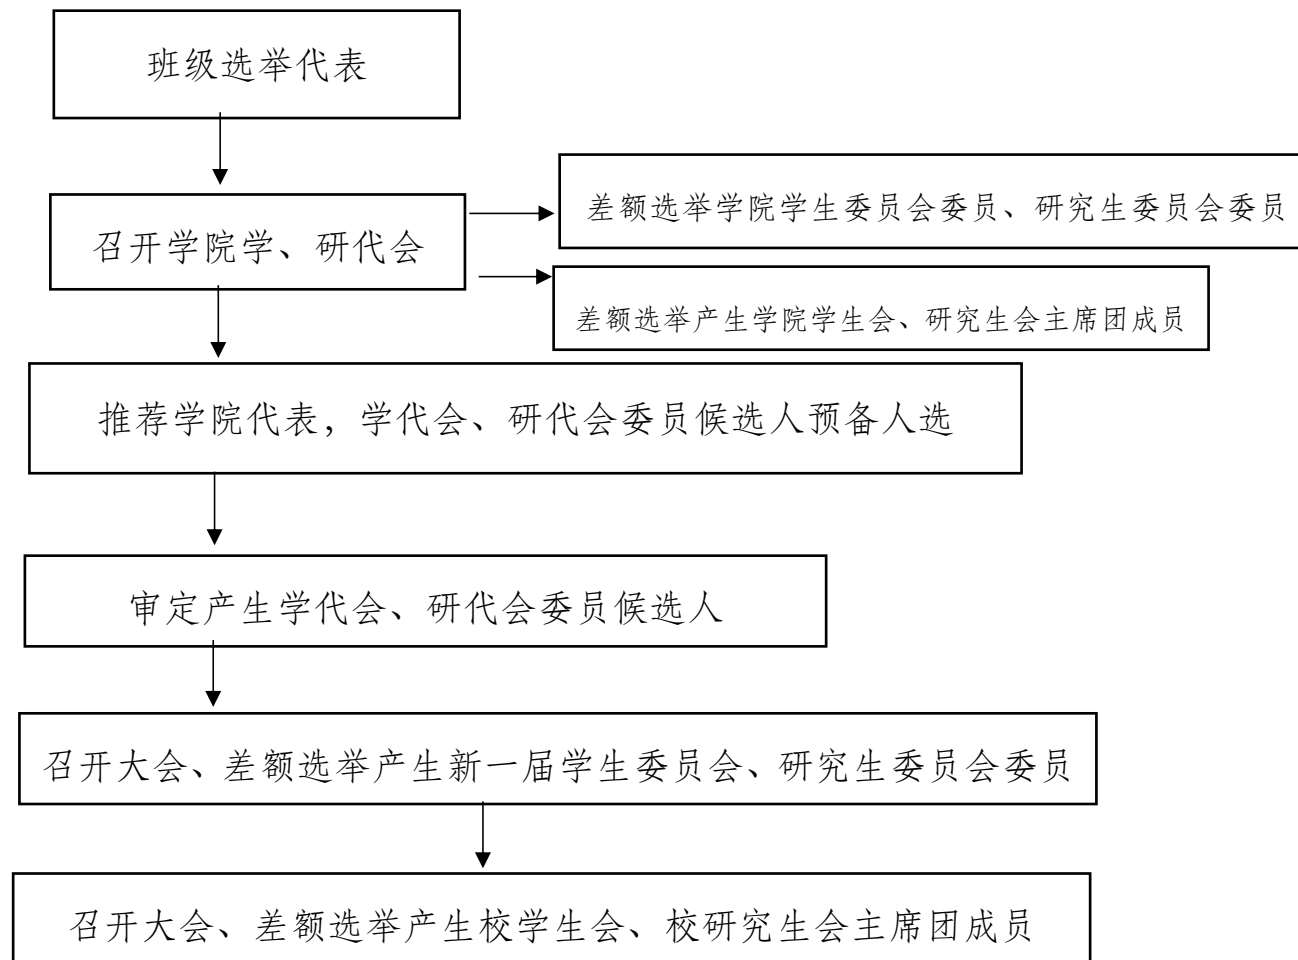 班级选举代表
差额选举学院学生委员会委员、研究生委员会委员
召开学院学、研代会
差额选举产生学院学生会、研究生会主席团成员
推荐学院代表，学代会、研代会委员候选人预备人选
审定产生学代会、研代会委员候选人
召开大会、差额选举产生新一届学生委员会、研究生委员会委员
召开大会、差额选举产生校学生会、校研究生会主席团成员